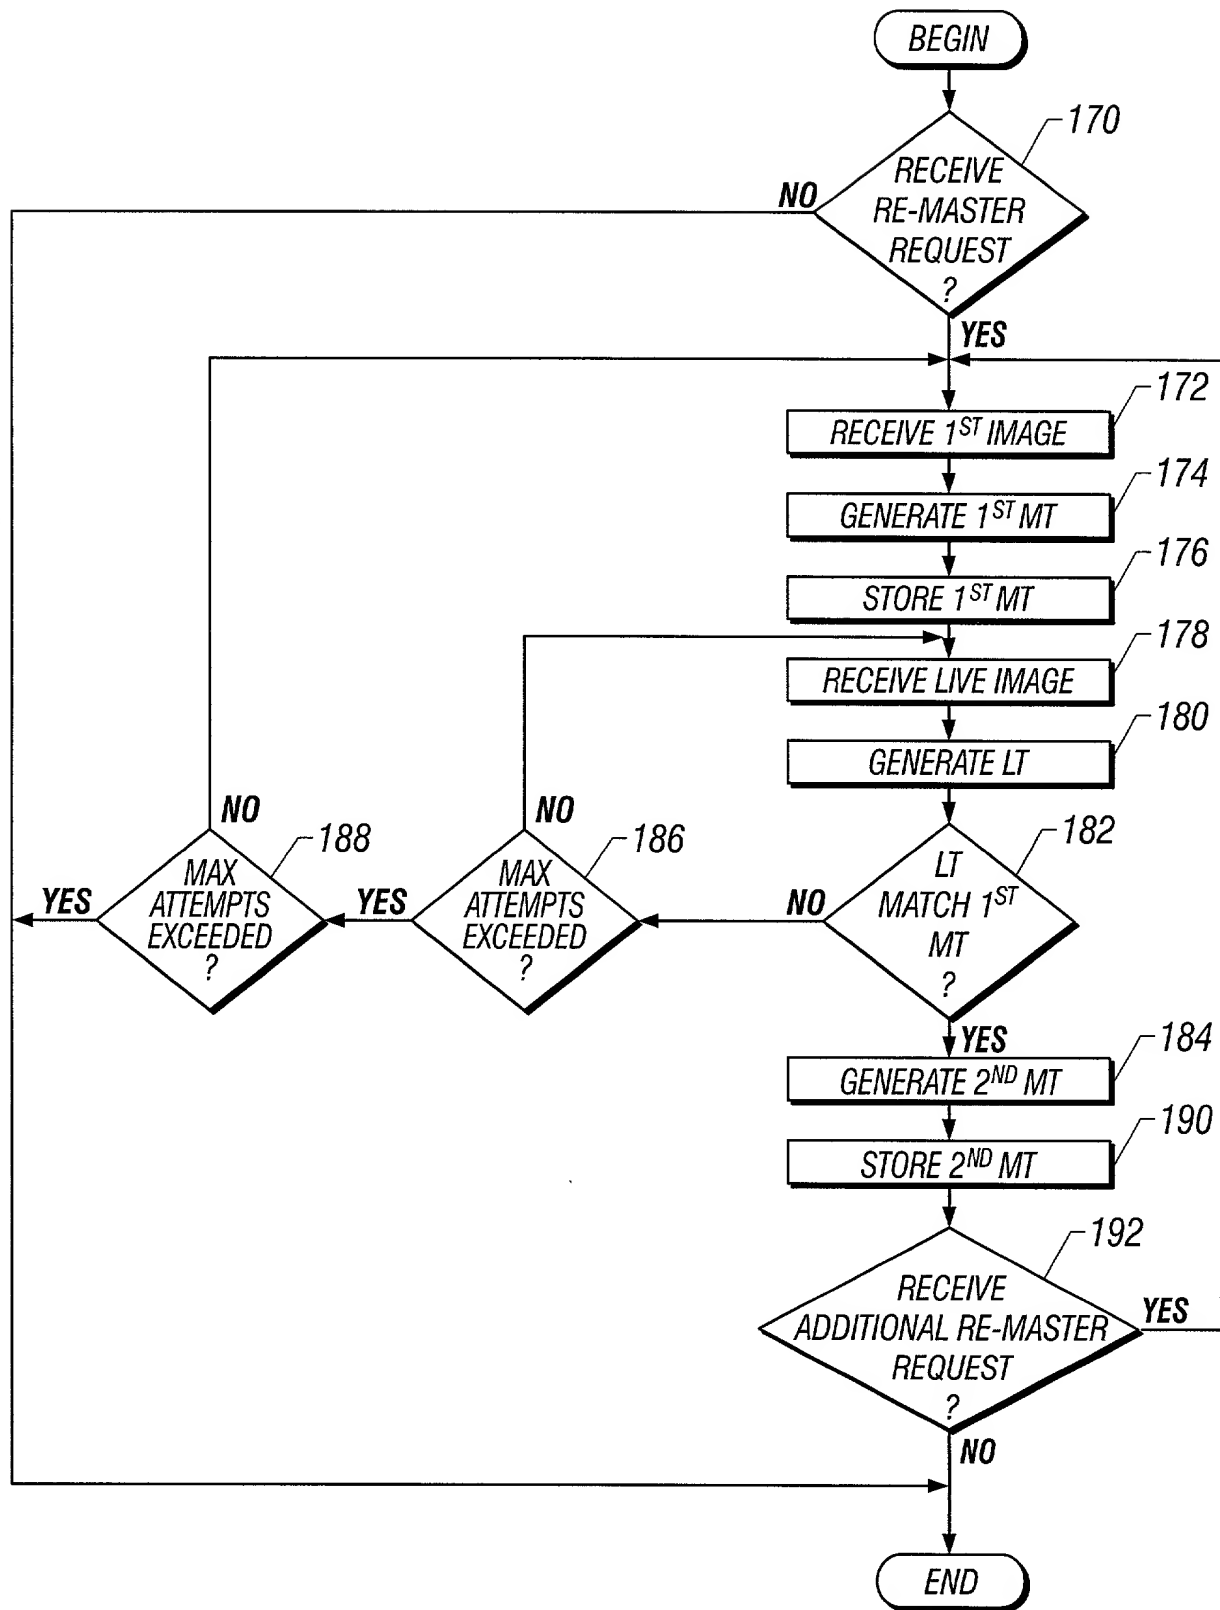 BEGIN
170
RECEIVE
RE-MASTER
REQUEST
?
NO
YES
172
RECEIVE 1ST IMAGE
174
GENERATE 1ST MT
176
STORE 1ST MT
178
RECEIVE LIVE IMAGE
180
GENERATE LT
182
LT
MATCH 1ST
MT
?
NO
YES
186
MAX
ATTEMPTS
EXCEEDED
?
NO
YES
188
MAX
ATTEMPTS
EXCEEDED
?
NO
YES
184
GENERATE 2ND MT
190
STORE 2ND MT
192
RECEIVE
ADDITIONAL RE-MASTER
REQUEST
?
YES
NO
END